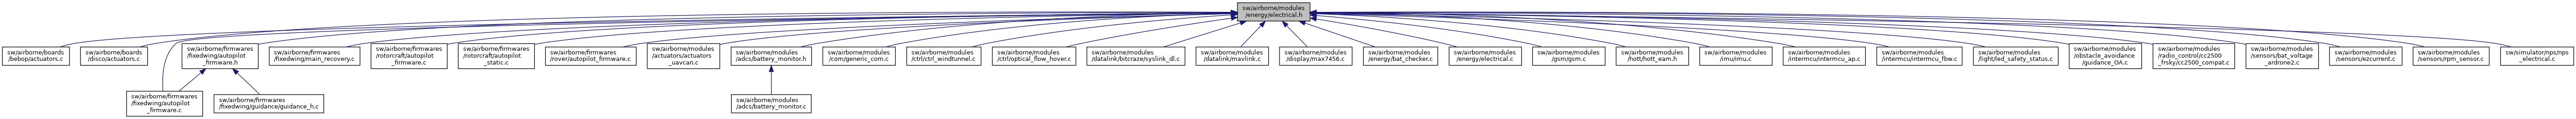 sw/airborne/modules
/energy/electrical.h
sw/airborne/boards
/bebop/actuators.c
sw/airborne/boards
/disco/actuators.c
sw/airborne/firmwares
/fixedwing/autopilot
_firmware.h
sw/airborne/firmwares
/fixedwing/main_recovery.c
sw/airborne/firmwares
/rotorcraft/autopilot
_firmware.c
sw/airborne/firmwares
/rotorcraft/autopilot
_static.c
sw/airborne/firmwares
/rover/autopilot_firmware.c
sw/airborne/modules
/actuators/actuators
_uavcan.c
sw/airborne/modules
/adcs/battery_monitor.h
sw/airborne/modules
/com/generic_com.c
sw/airborne/modules
/ctrl/ctrl_windtunnel.c
sw/airborne/modules
/ctrl/optical_flow_hover.c
sw/airborne/modules
/datalink/bitcraze/syslink_dl.c
sw/airborne/modules
/datalink/mavlink.c
sw/airborne/modules
/display/max7456.c
sw/airborne/modules
/energy/bat_checker.c
sw/airborne/modules
/energy/electrical.c
sw/airborne/modules
/gsm/gsm.c
sw/airborne/modules
/hott/hott_eam.h
sw/airborne/modules
/imu/imu.c
sw/airborne/modules
/intermcu/intermcu_ap.c
sw/airborne/modules
/intermcu/intermcu_fbw.c
sw/airborne/modules
/light/led_safety_status.c
sw/airborne/modules
/obstacle_avoidance
/guidance_OA.c
sw/airborne/modules
/radio_control/cc2500
_frsky/cc2500_compat.c
sw/airborne/modules
/sensors/bat_voltage
_ardrone2.c
sw/airborne/modules
/sensors/ezcurrent.c
sw/airborne/modules
/sensors/rpm_sensor.c
sw/simulator/nps/nps
_electrical.c
sw/airborne/firmwares
/fixedwing/autopilot
_firmware.c
sw/airborne/firmwares
/fixedwing/guidance/guidance_h.c
sw/airborne/modules
/adcs/battery_monitor.c